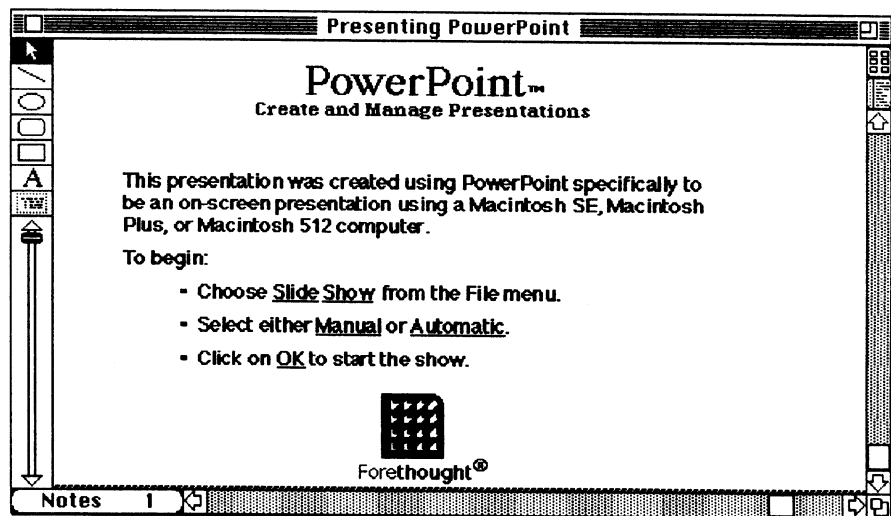 Presenting PowerPoint
PowerPoint™
Create and Manage Presentations
A
This presentation was created using PowerPoint specifically to
be an on-screen presentation using a Macintosh SE, Macintosh
Plus, or Macintosh 512 computer.
To begin:
- Choose Slide Show from the File menu.
- Select either Manual or Automatic.
- Click on OK to start the show.
Forethought®
Notes 1